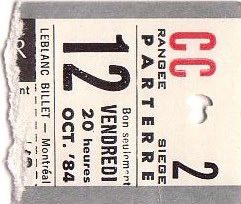 CC 2
RANGEE SIEGE
PARTERRE
Bon seulement
VENDREDI
20 heures
12 OCT. '84
LEBLANC BILLET — Montréal
R